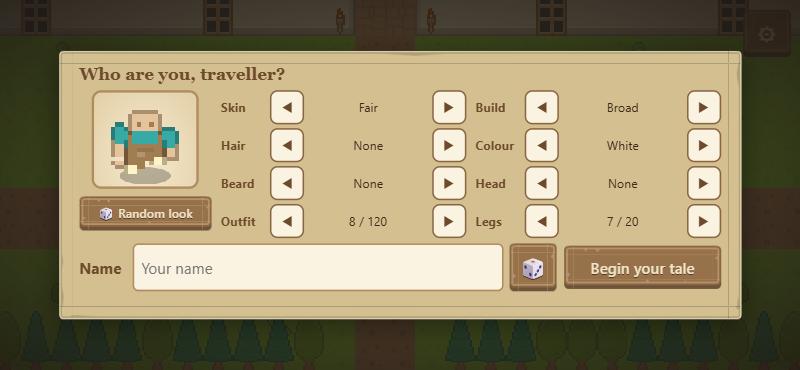 Who are you, traveller?
Skin Fair Build Broad
Hair None Colour White
Beard None Head None
Random look
Outfit 8 / 120 Legs 7 / 20
Name Your name Begin your tale